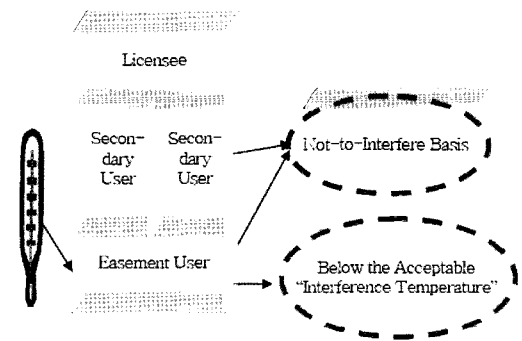 Licensee
Secon-
dary
User
Secon-
dary
User
Not-to-Interfere Basis
Easement User
Below the Acceptable
"Interference Temperature"